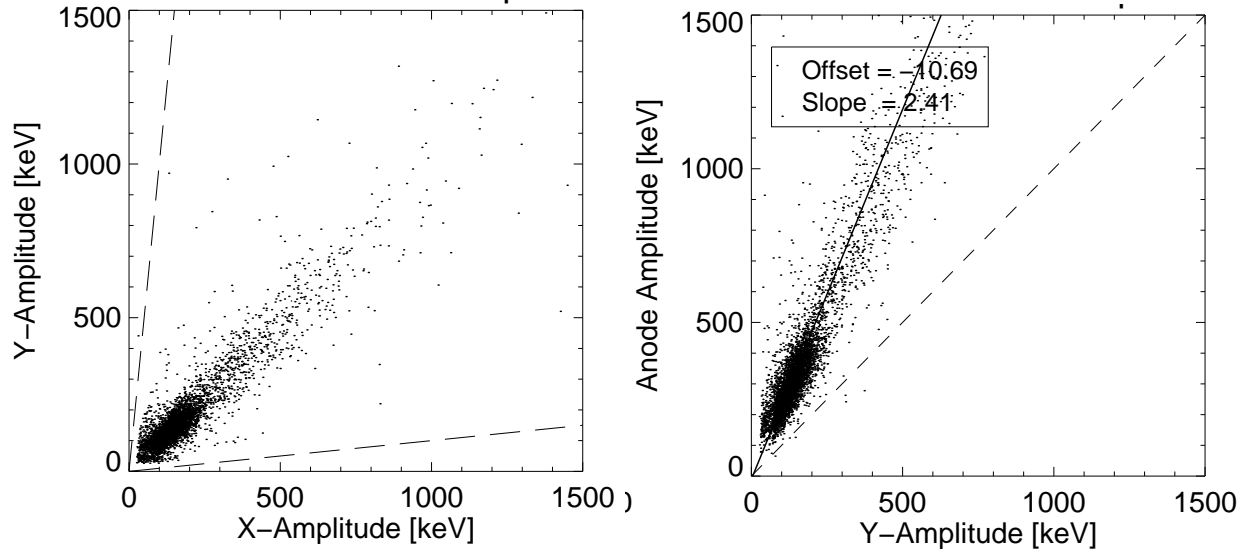 1500
1000
500
0
Y−Amplitude [keV]
0 500 1000 1500
X−Amplitude [keV]
1500
1000
500
0
Anode Amplitude [keV]
Offset = −10.69
Slope = 2.41
0 500 1000 1500
Y−Amplitude [keV]